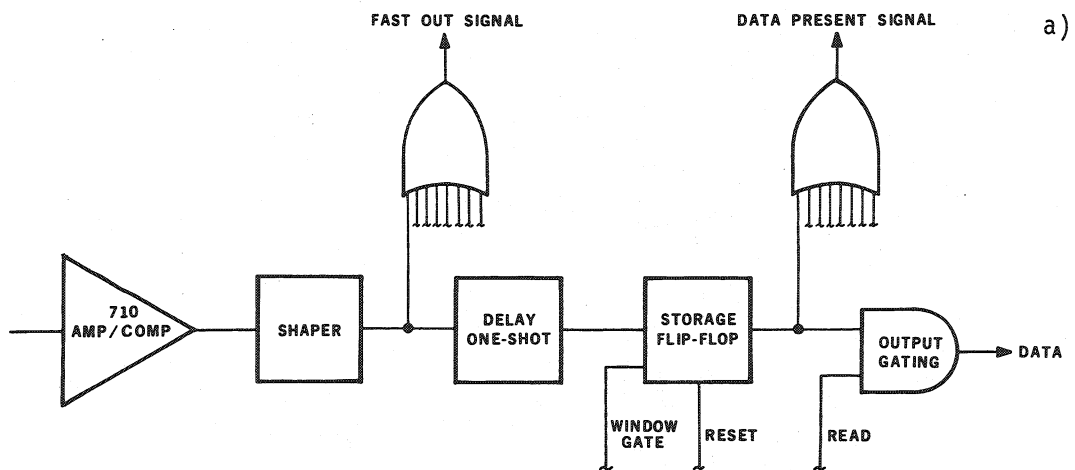 FAST OUT SIGNAL
DATA PRESENT SIGNAL
a)
710
AMP/COMP
SHAPER
DELAY
ONE-SHOT
STORAGE
FLIP-FLOP
OUTPUT
GATING
DATA
WINDOW
GATE
RESET
READ